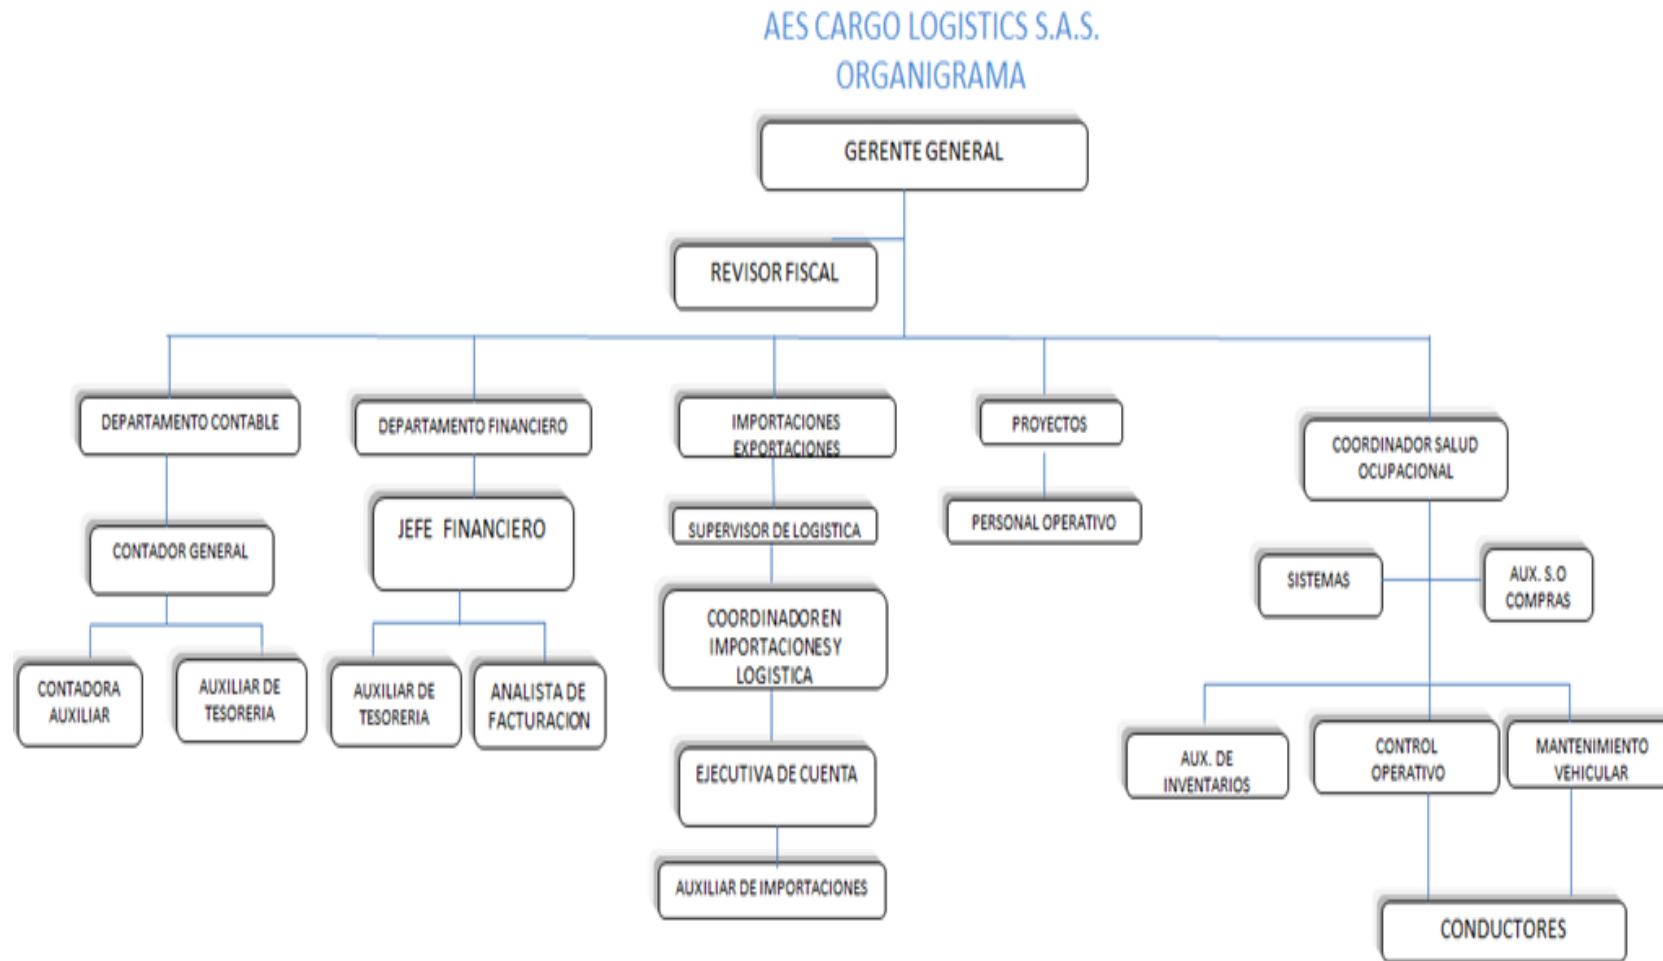 AES CARGO LOGISTICS S.A.S.
ORGANIGRAMA
GERENTE GENERAL
REVISOR FISCAL
DEPARTAMENTO CONTABLE
DEPARTAMENTO FINANCIERO
IMPORTACIONES
EXPORTACIONES
PROYECTOS
COORDINADOR SALUD
OCUPACIONAL
CONTADOR GENERAL
JEFE FINANCIERO
SUPERVISOR DE LOGISTICA
PERSONAL OPERATIVO
SISTEMAS
AUX. S.O
COMPRAS
COORDINADOR EN
IMPORTACIONES Y
LOGISTICA
CONTADORA
AUXILIAR
AUXILIAR DE
TESORERIA
AUXILIAR DE
TESORERIA
ANALISTA DE
FACTURACION
EJECUTIVA DE CUENTA
AUX. DE
INVENTARIOS
CONTROL
OPERATIVO
MANTENIMIENTO
VEHICULAR
AUXILIAR DE IMPORTACIONES
CONDUCTORES